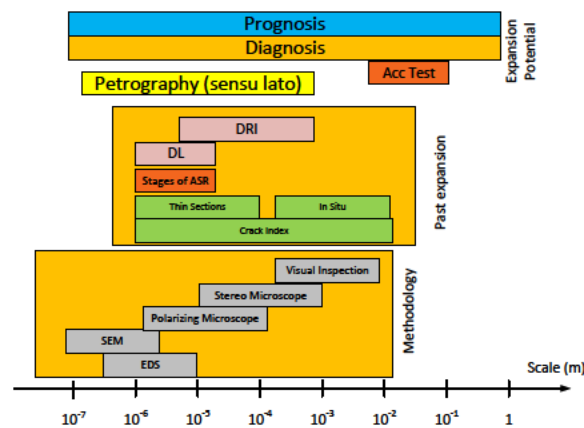 Prognosis
Diagnosis
Acc Test
Petrography (sensu lato)
Expansion
Potential
DRI
DL
Stages of ASR
Thin Sections
In Situ
Crack Index
Past expansion
Visual Inspection
Stereo Microscope
Polarizing Microscope
SEM
EDS
Methodology
Scale (m)
10⁻⁷ 10⁻⁶ 10⁻⁵ 10⁻⁴ 10⁻³ 10⁻² 10⁻¹ 1